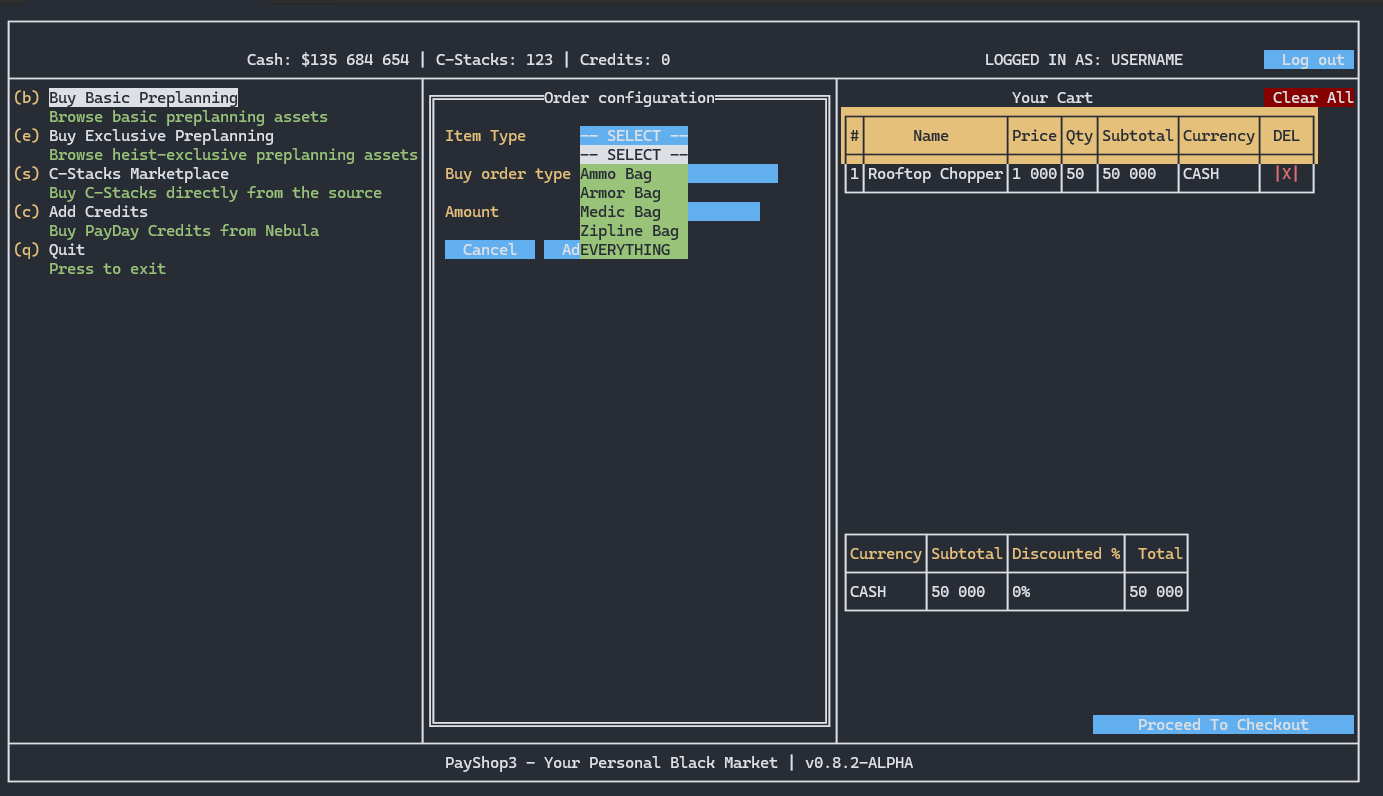 Cash: $135 684 654 | C-Stacks: 123 | Credits: 0
LOGGED IN AS: USERNAME
Log out
(b) Buy Basic Preplanning
Browse basic preplanning assets
(e) Buy Exclusive Preplanning
Browse heist-exclusive preplanning assets
(s) C-Stacks Marketplace
Buy C-Stacks directly from the source
(c) Add Credits
Buy PayDay Credits from Nebula
(q) Quit
Press to exit
Order configuration
Item Type
-- SELECT --
-- SELECT --
Buy order type
Ammo Bag
Armor Bag
Amount
Medic Bag
Zipline Bag
Cancel
Ad
EVERYTHING
Your Cart
Clear All
# Name Price Qty Subtotal Currency DEL
1 Rooftop Chopper 1 000 50 50 000 CASH |X|
Currency Subtotal Discounted % Total
CASH 50 000 0% 50 000
Proceed To Checkout
PayShop3 - Your Personal Black Market | v0.8.2-ALPHA